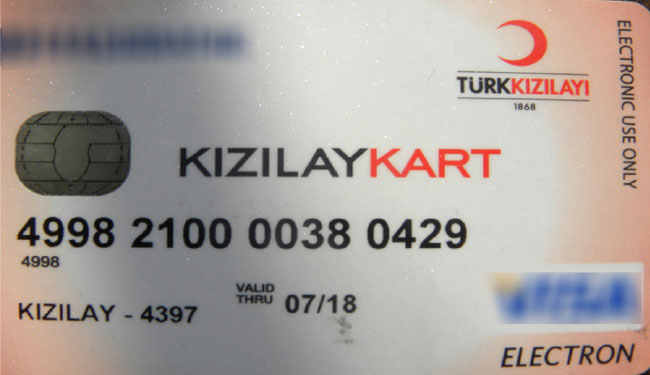 TÜRKKIZILAYI
1868
ELECTRONIC USE ONLY
KIZILAYKART
4998 2100 0038 0429
4998
VALID
THRU 07/18
KIZILAY - 4397
ELECTRON